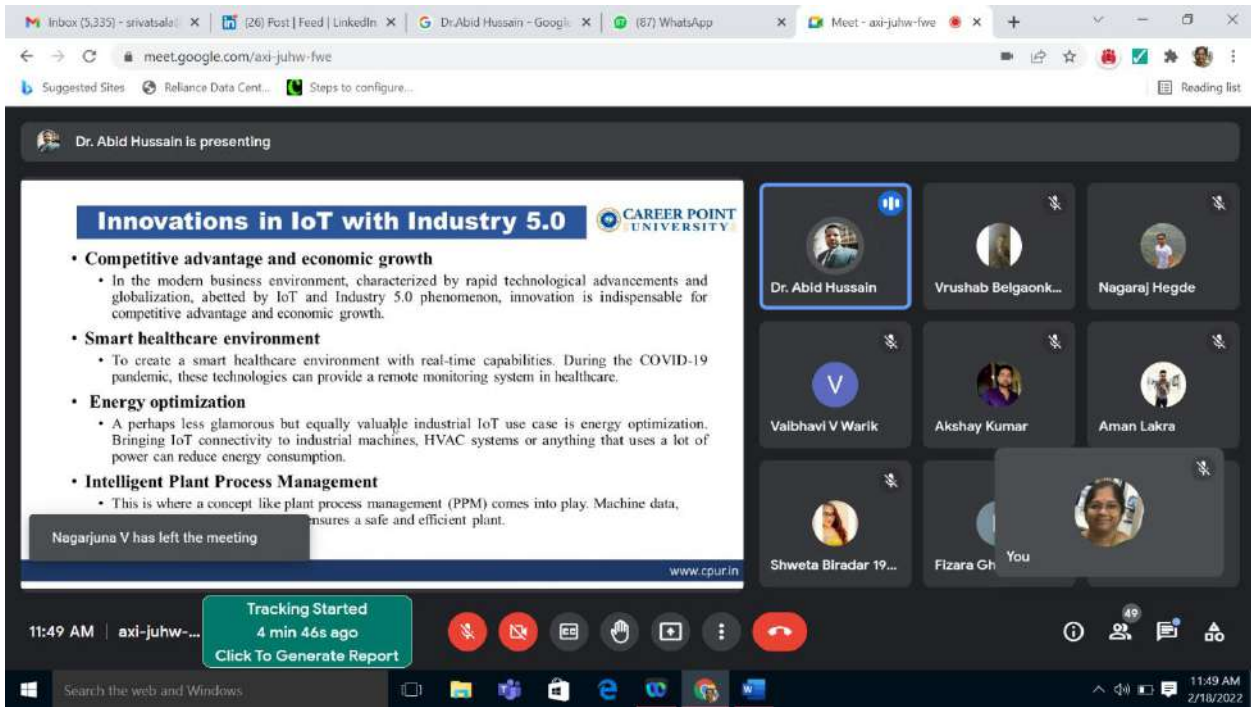 Inbox (5,335) - srivatsala
(26) Post | Feed | LinkedIn
Dr.Abid Hussain - Googl
(87) WhatsApp
Meet - axi-juhw-fwe
meet.google.com/axi-juhw-fwe
Suggested Sites
Reliance Data Cent...
Steps to configure...
Reading list
Dr. Abid Hussain is presenting
Innovations in IoT with Industry 5.0
CAREER POINT
UNIVERSITY
• Competitive advantage and economic growth
• In the modern business environment, characterized by rapid technological advancements and
globalization, abetted by IoT and Industry 5.0 phenomenon, innovation is indispensable for
competitive advantage and economic growth.
• Smart healthcare environment
• To create a smart healthcare environment with real-time capabilities. During the COVID-19
pandemic, these technologies can provide a remote monitoring system in healthcare.
• Energy optimization
• A perhaps less glamorous but equally valuable industrial IoT use case is energy optimization.
Bringing IoT connectivity to industrial machines, HVAC systems or anything that uses a lot of
power can reduce energy consumption.
• Intelligent Plant Process Management
• This is where a concept like plant process management (PPM) comes into play. Machine data,
ensures a safe and efficient plant.
Nagarjuna V has left the meeting
www.cpur.in
Dr. Abid Hussain
Vrushab Belgaonk...
Nagaraj Hegde
V
Vaibhavi V Warik
Akshay Kumar
Aman Lakra
Shweta Biradar 19...
Fizara Gh
You
11:49 AM | axi-juhw-...
Tracking Started
4 min 46s ago
Click To Generate Report
CC
49
Search the web and Windows
11:49 AM
2/18/2022